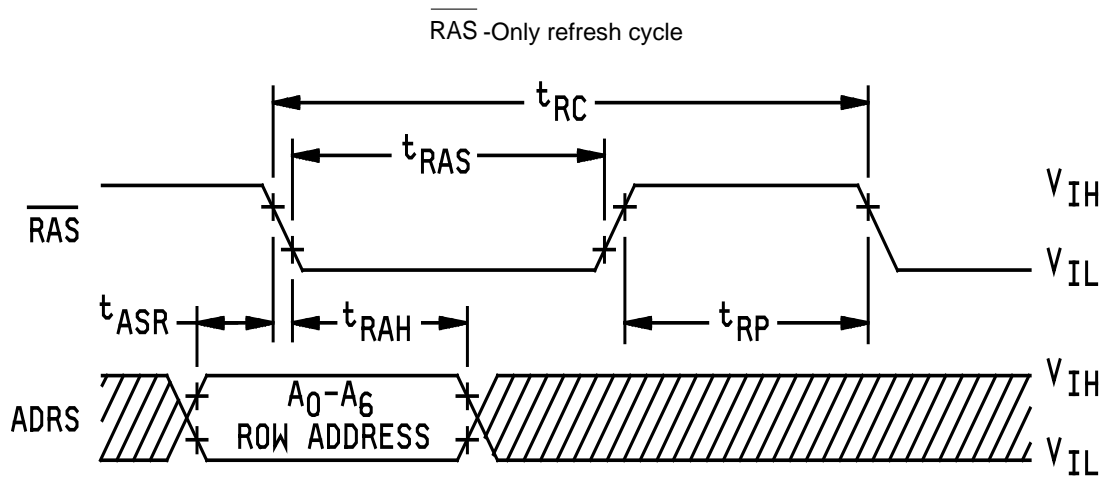 RAS -Only refresh cycle
tRC
tRAS
RAS
VIH
VIL
tASR
tRAH
tRP
ADRS
A0-A6
ROW ADDRESS
VIH
VIL